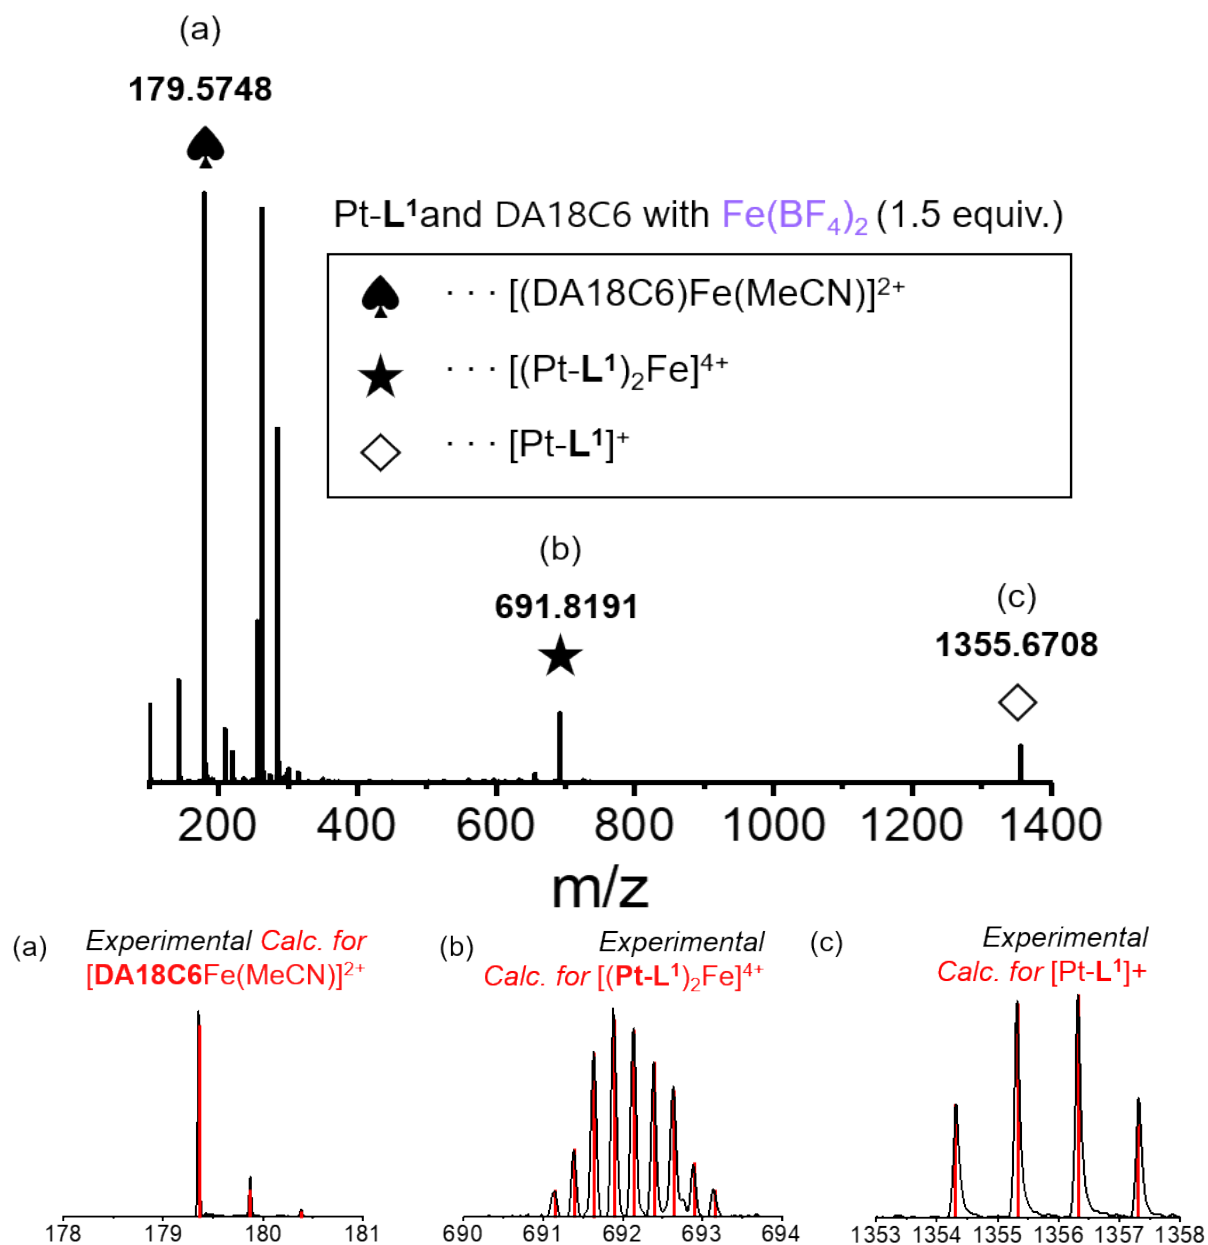 (a)
179.5748
Pt-L¹and DA18C6 with Fe(BF₄)₂ (1.5 equiv.)
· · · [(DA18C6)Fe(MeCN)]²⁺
· · · [(Pt-L¹)₂Fe]⁴⁺
· · · [Pt-L¹]⁺
(b)
691.8191
(c)
1355.6708
200 400 600 800 1000 1200 1400
m/z
(a) Experimental Calc. for
[DA18C6Fe(MeCN)]²⁺
178 179 180 181
(b) Experimental
Calc. for [(Pt-L¹)₂Fe]⁴⁺
690 691 692 693 694
(c) Experimental
Calc. for [Pt-L¹]+
1353 1354 1355 1356 1357 1358